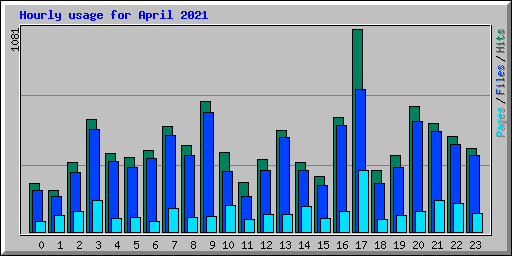 Hourly usage for April 2021
1081
Pages / Files / Hits
0 1 2 3 4 5 6 7 8 9 10 11 12 13 14 15 16 17 18 19 20 21 22 23